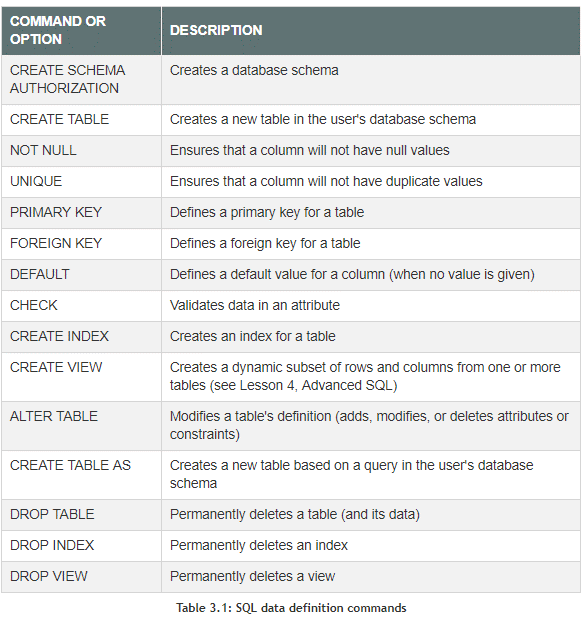 COMMAND OR
OPTION
DESCRIPTION
CREATE SCHEMA
AUTHORIZATION
Creates a database schema
CREATE TABLE
Creates a new table in the user's database schema
NOT NULL
Ensures that a column will not have null values
UNIQUE
Ensures that a column will not have duplicate values
PRIMARY KEY
Defines a primary key for a table
FOREIGN KEY
Defines a foreign key for a table
DEFAULT
Defines a default value for a column (when no value is given)
CHECK
Validates data in an attribute
CREATE INDEX
Creates an index for a table
CREATE VIEW
Creates a dynamic subset of rows and columns from one or more
tables (see Lesson 4, Advanced SQL)
ALTER TABLE
Modifies a table's definition (adds, modifies, or deletes attributes or
constraints)
CREATE TABLE AS
Creates a new table based on a query in the user's database
schema
DROP TABLE
Permanently deletes a table (and its data)
DROP INDEX
Permanently deletes an index
DROP VIEW
Permanently deletes a view
Table 3.1: SQL data definition commands